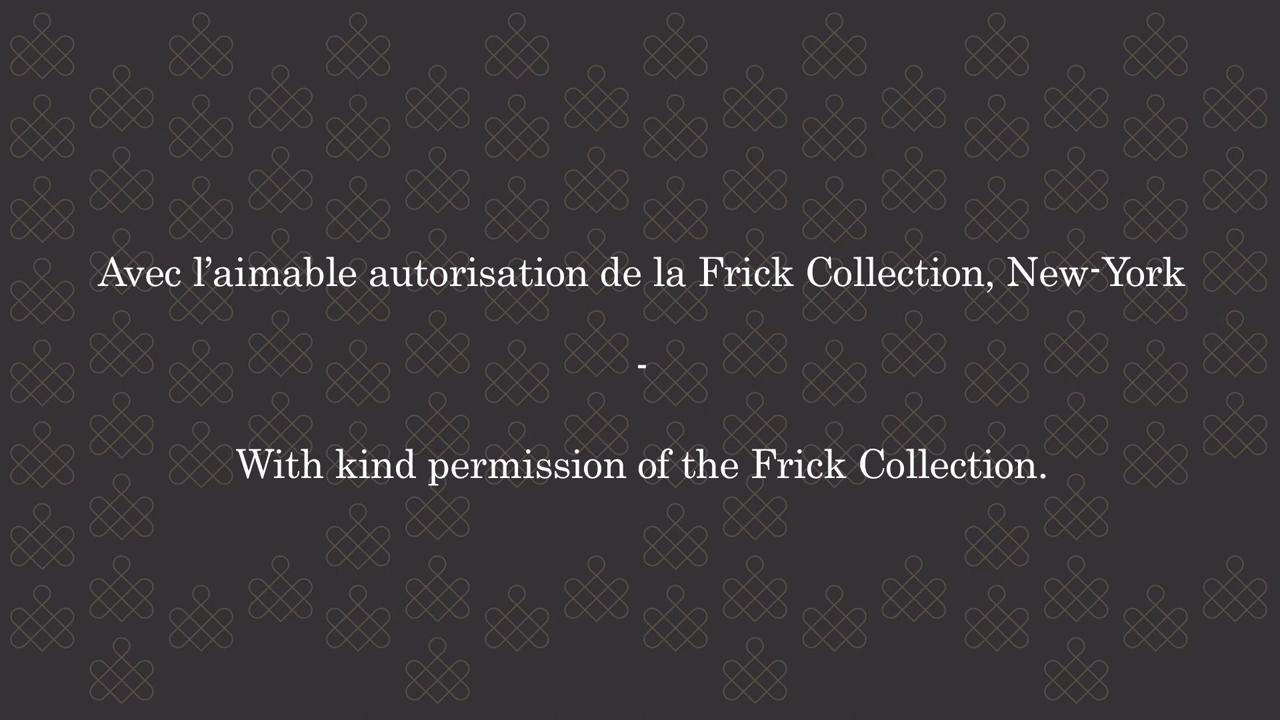 Avec l’aimable autorisation de la Frick Collection, New-York
-
With kind permission of the Frick Collection.